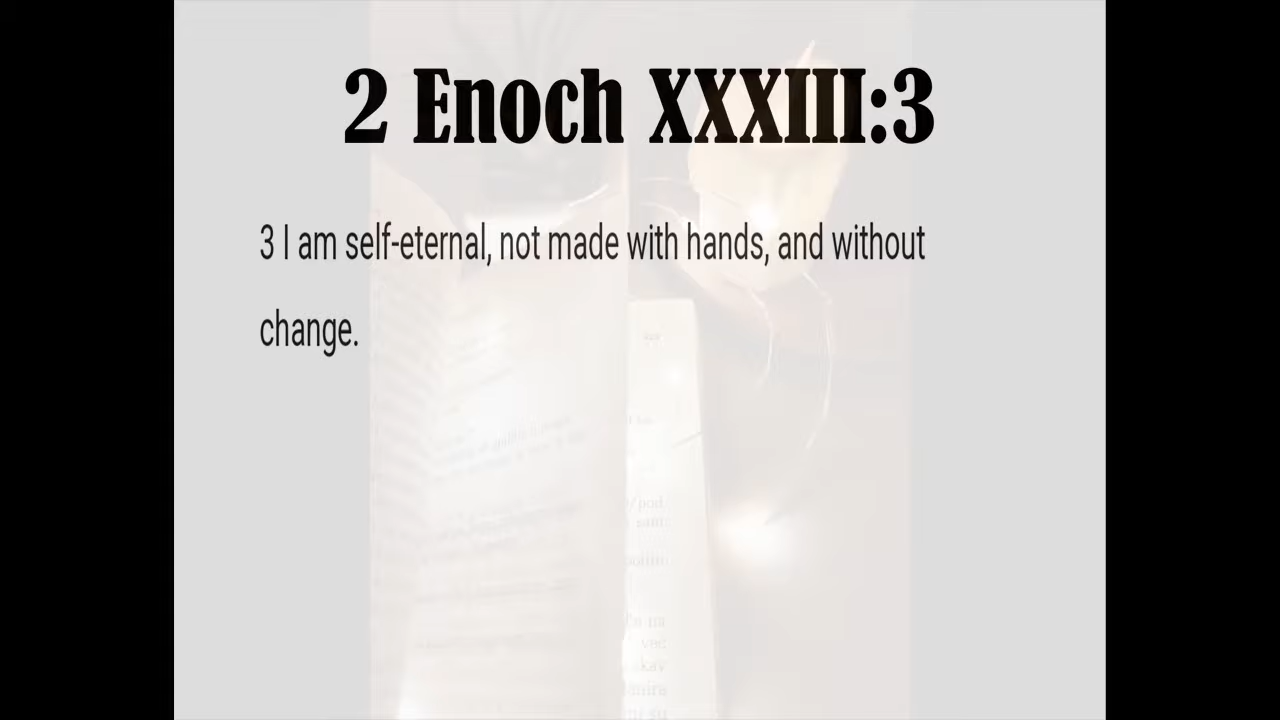 2 Enoch XXXIII:3
3 I am self-eternal, not made with hands, and without
change.